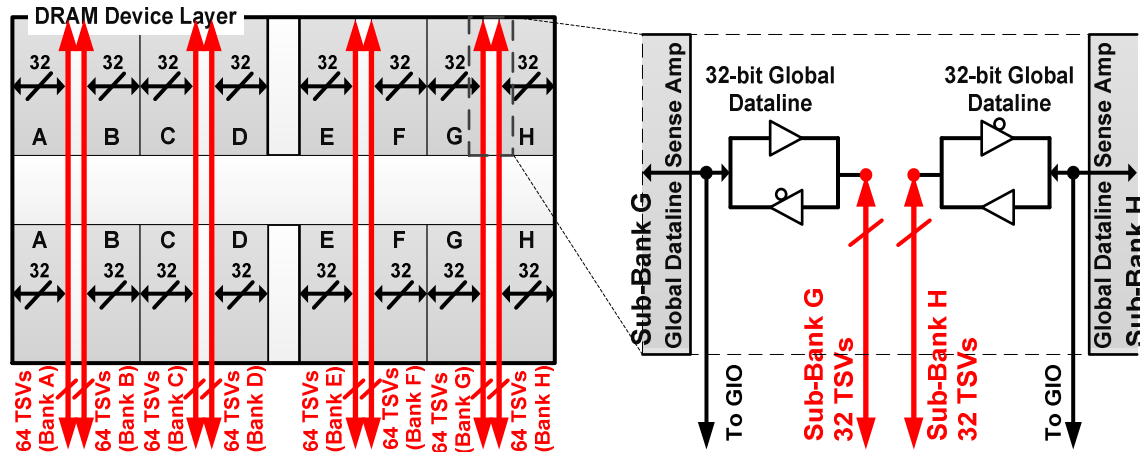 DRAM Device Layer
32 32 32 32 32 32 32 32
A B C D E F G H
A B C D E F G H
32 32 32 32 32 32 32 32
64 TSVs
(Bank A)
64 TSVs
(Bank B)
64 TSVs
(Bank C)
64 TSVs
(Bank D)
64 TSVs
(Bank E)
64 TSVs
(Bank F)
64 TSVs
(Bank G)
64 TSVs
(Bank H)
Sub-Bank G
Global Dataline Sense Amp
32-bit Global
Dataline
32-bit Global
Dataline
Global Dataline Sense Amp
Sub-Bank H
To GIO
Sub-Bank G
32 TSVs
Sub-Bank H
32 TSVs
To GIO